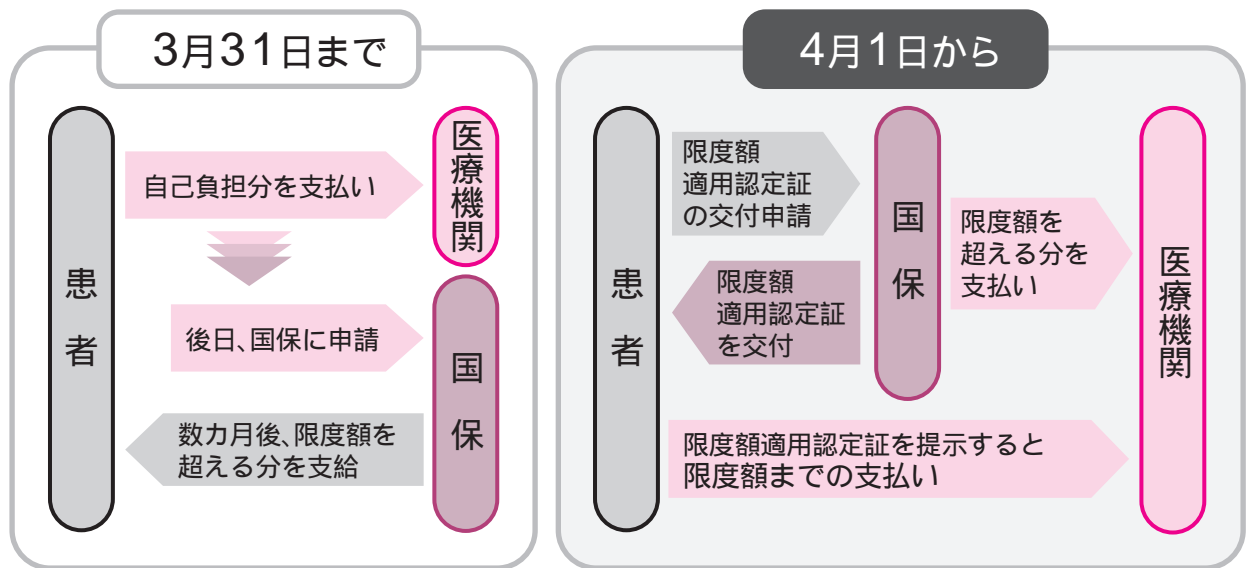 3月31日まで
患者
自己負担分を支払い
医療機関
後日、国保に申請
国保
数カ月後、限度額を
超える分を支給
4月1日から
患者
限度額
適用認定証
の交付申請
国保
限度額
適用認定証
を交付
限度額を
超える分を
支払い
医療機関
限度額適用認定証を提示すると
限度額までの支払い